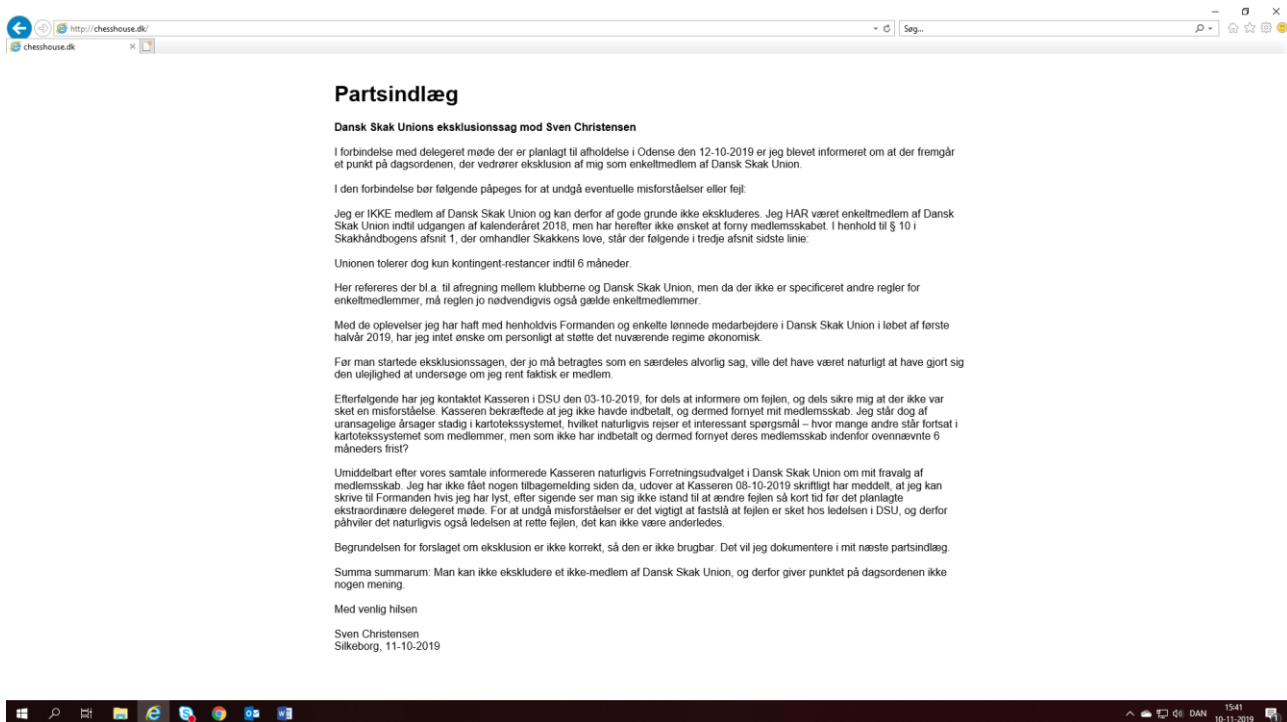 http://chesshouse.dk/
Søg...
chesshouse.dk
Partsindlæg
Dansk Skak Unions eksklusionssag mod Sven Christensen
I forbindelse med delegeret møde der er planlagt til afholdelse i Odense den 12-10-2019 er jeg blevet informeret om at der fremgår
et punkt på dagsordenen, der vedrører eksklusion af mig som enkeltmedlem af Dansk Skak Union.
I den forbindelse bør følgende påpeges for at undgå eventuelle misforståelser eller fejl:
Jeg er IKKE medlem af Dansk Skak Union og kan derfor af gode grunde ikke ekskluderes. Jeg HAR været enkeltmedlem af Dansk
Skak Union indtil udgangen af kalenderåret 2018, men har herefter ikke ønsket at forny medlemsskabet. I henhold til § 10 i
Skakhåndbogens afsnit 1, der omhandler Skakkens love, står der følgende i tredje afsnit sidste linie:
Unionen tolerer dog kun kontingent-restancer indtil 6 måneder.
Her refereres der bl.a. til afregning mellem klubberne og Dansk Skak Union, men da der ikke er specificeret andre regler for
enkeltmedlemmer, må reglen jo nødvendigvis også gælde enkeltmedlemmer.
Med de oplevelser jeg har haft med henholdvis Formanden og enkelte lønnede medarbejdere i Dansk Skak Union i løbet af første
halvår 2019, har jeg intet ønske om personligt at støtte det nuværende regime økonomisk.
Før man startede eksklusionssagen, der jo må betragtes som en særdeles alvorlig sag, ville det have været naturligt at have gjort sig
den ulejlighed at undersøge om jeg rent faktisk er medlem.
Efterfølgende har jeg kontaktet Kasseren i DSU den 03-10-2019, for dels at informere om fejlen, og dels sikre mig at der ikke var
sket en misforståelse. Kasseren bekræftede at jeg ikke havde indbetalt, og dermed fornyet mit medlemsskab. Jeg står dog af
uransagelige årsager stadig i kartotekssystemet, hvilket naturligvis rejser et interessant spørgsmål – hvor mange andre står fortsat i
kartotekssystemet som medlemmer, men som ikke har indbetalt og dermed fornyet deres medlemsskab indenfor ovennævnte 6
måneders frist?
Umiddelbart efter vores samtale informerede Kasseren naturligvis Forretningsudvalget i Dansk Skak Union om mit fravalg af
medlemsskab. Jeg har ikke fået nogen tilbagemelding siden da, udover at Kasseren 08-10-2019 skriftligt har meddelt, at jeg kan
skrive til Formanden hvis jeg har lyst, efter sigende ser man sig ikke istand til at ændre fejlen så kort tid før det planlagte
ekstraordinære delegeret møde. For at undgå misforståelser er det vigtigt at fastslå at fejlen er sket hos ledelsen i DSU, og derfor
påhviler det naturligvis også ledelsen at rette fejlen, det kan ikke være anderledes.
Begrundelsen for forslaget om eksklusion er ikke korrekt, så den er ikke brugbar. Det vil jeg dokumentere i mit næste partsindlæg.
Summa summarum: Man kan ikke ekskludere et ikke-medlem af Dansk Skak Union, og derfor giver punktet på dagsordenen ikke
nogen mening.
Med venlig hilsen
Sven Christensen
Silkeborg, 11-10-2019
DAN
15:41
10-11-2019